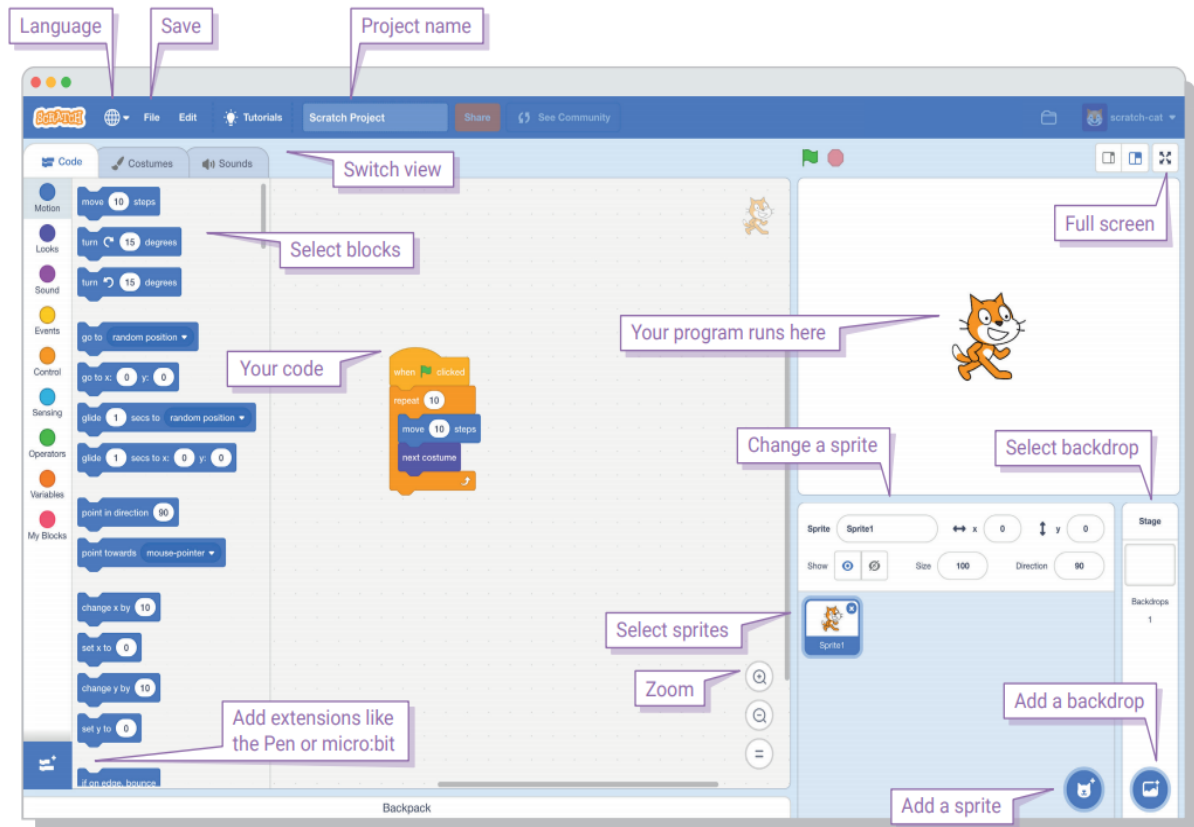 Language
Save
Project name
SCRATCH
File
Edit
Tutorials
Scratch Project
Share
See Community
scratch-cat
Code
Costumes
Sounds
Switch view
Full screen
Motion
Looks
Sound
Events
Control
Sensing
Operators
Variables
My Blocks
move 10 steps
turn 15 degrees
turn 15 degrees
go to random position
go to x: 0 y: 0
glide 1 secs to random position
glide 1 secs to x: 0 y: 0
point in direction 90
point towards mouse-pointer
change x by 10
set x to 0
change y by 10
set y to 0
if on edge, bounce
Select blocks
Your code
when clicked
repeat 10
move 10 steps
next costume
Your program runs here
Change a sprite
Select backdrop
Sprite Sprite1 x 0 y 0
Show Size 100 Direction 90
Stage
Backdrops
1
Select sprites
Sprite1
Zoom
Add extensions like
the Pen or micro:bit
Add a backdrop
Add a sprite
Backpack